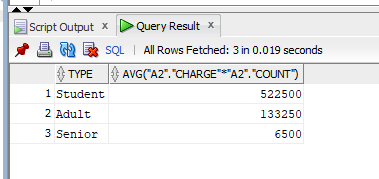 Script Output × Query Result ×
SQL | All Rows Fetched: 3 in 0.019 seconds
TYPE AVG("A2"."CHARGE"*"A2"."COUNT")
1 Student 522500
2 Adult 133250
3 Senior 6500